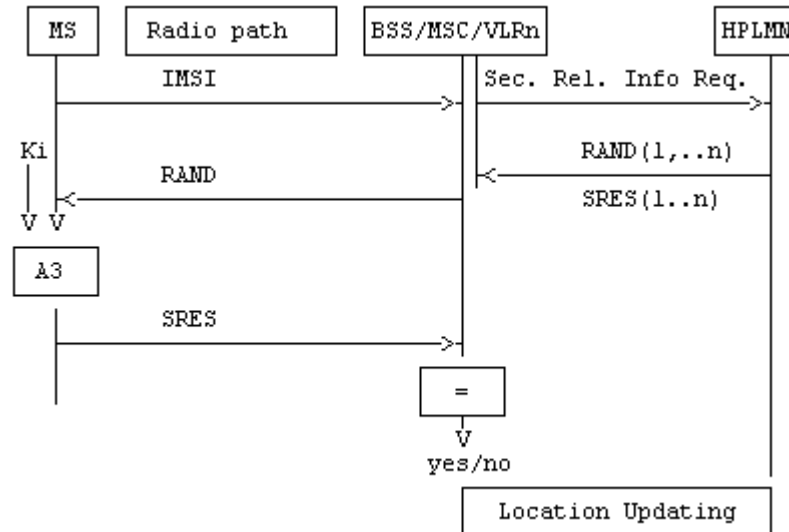 MS
Radio path
BSS/MSC/VLRn
HPLMN
IMSI
Sec. Rel. Info Req.
Ki
RAND
RAND(1,..n)
SRES(1..n)
A3
SRES
=
yes/no
Location Updating